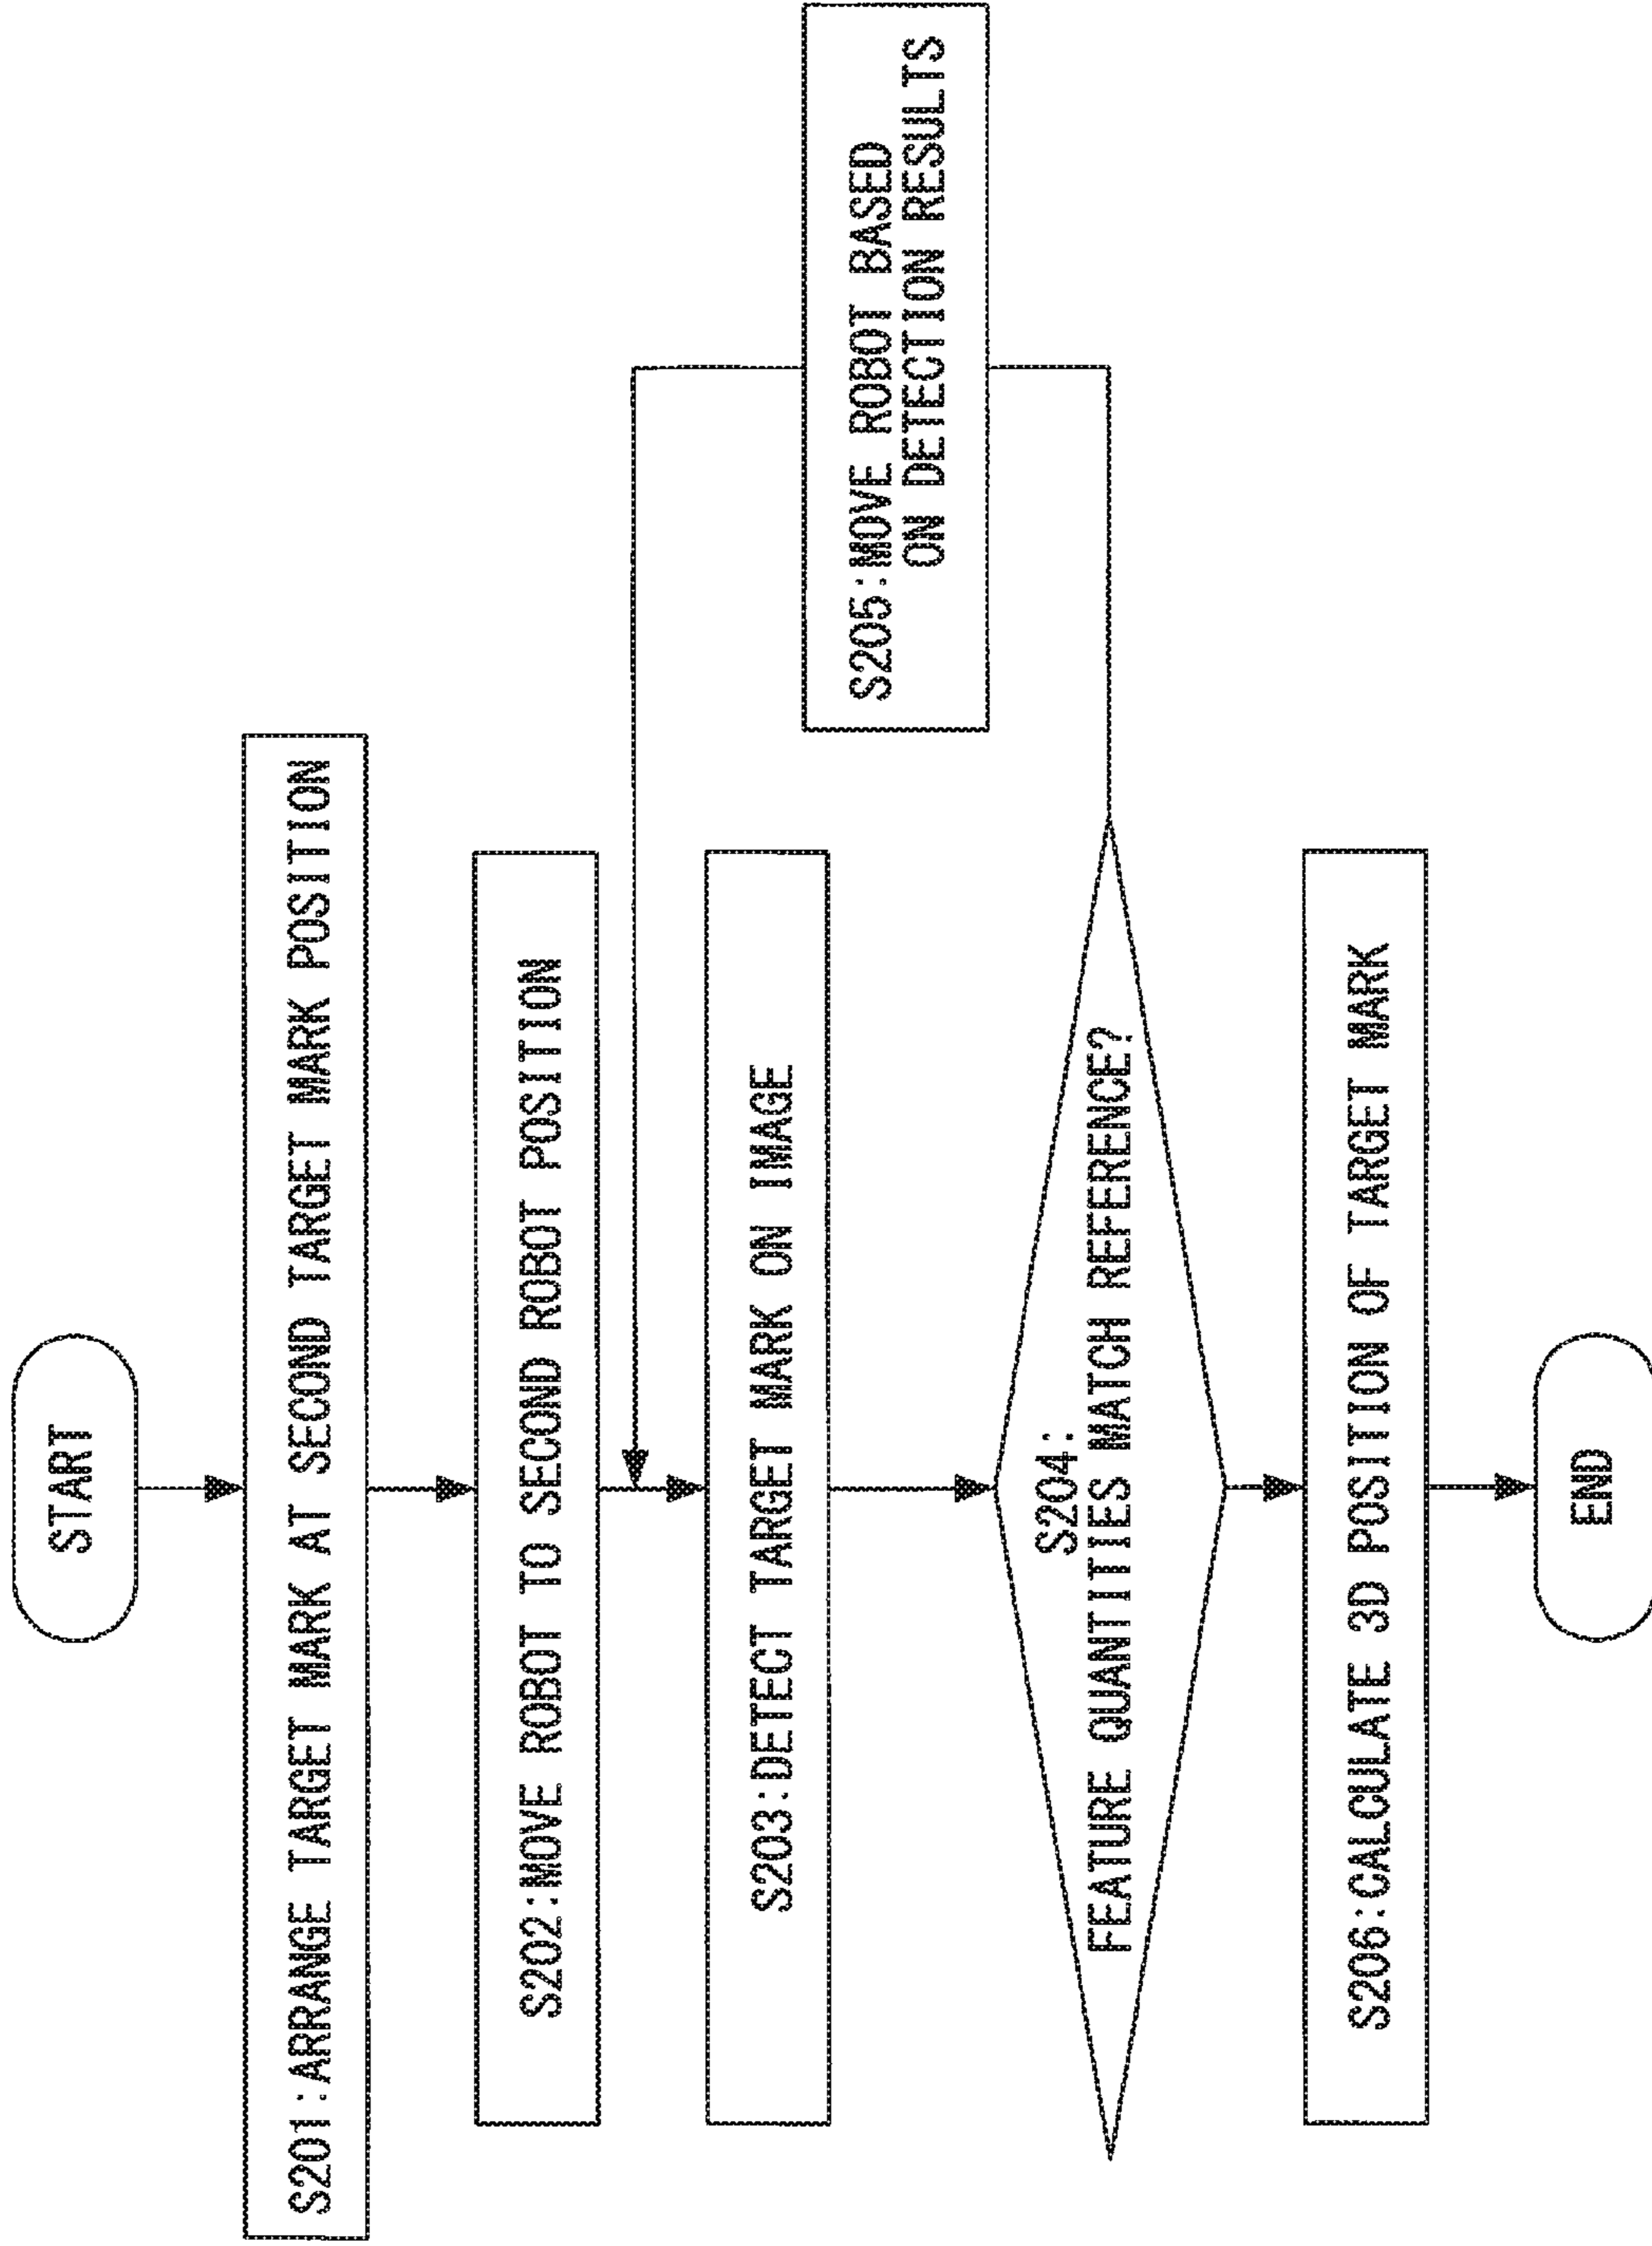 START
S201:ARRANGE TARGET MARK AT SECOND TARGET MARK POSITION
S202:MOVE ROBOT TO SECOND ROBOT POSITION
S203:DETECT TARGET MARK ON IMAGE
S204:
FEATURE QUANTITIES MATCH REFERENCE?
S205:MOVE ROBOT BASED
ON DETECTION RESULTS
S206:CALCULATE 3D POSITION OF TARGET MARK
END